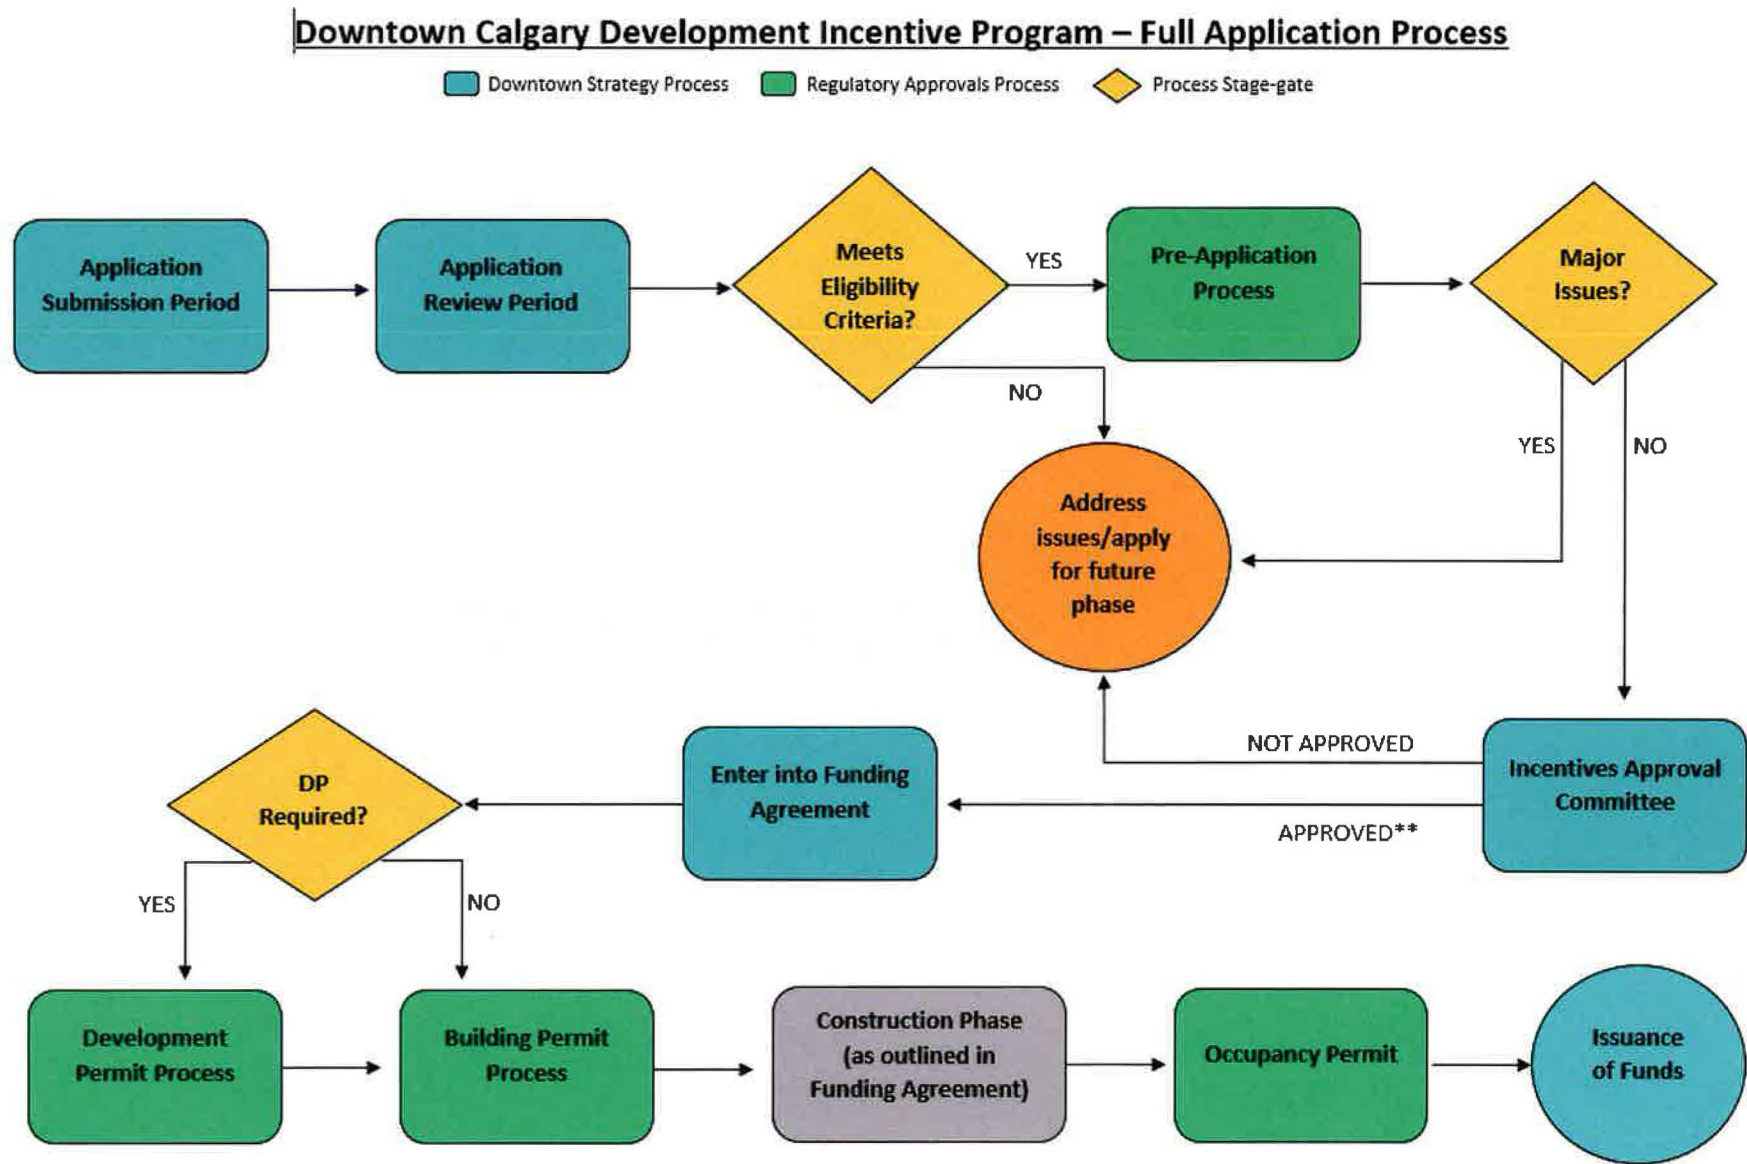 Downtown Calgary Development Incentive Program – Full Application Process
Downtown Strategy Process
Regulatory Approvals Process
Process Stage-gate
Application
Submission Period
Application
Review Period
Meets
Eligibility
Criteria?
YES
NO
Pre-Application
Process
Major
Issues?
YES
NO
Address
issues/apply
for future
phase
NOT APPROVED
APPROVED**
Incentives Approval
Committee
Enter into Funding
Agreement
DP
Required?
YES
NO
Development
Permit Process
Building Permit
Process
Construction Phase
(as outlined in
Funding Agreement)
Occupancy Permit
Issuance
of Funds